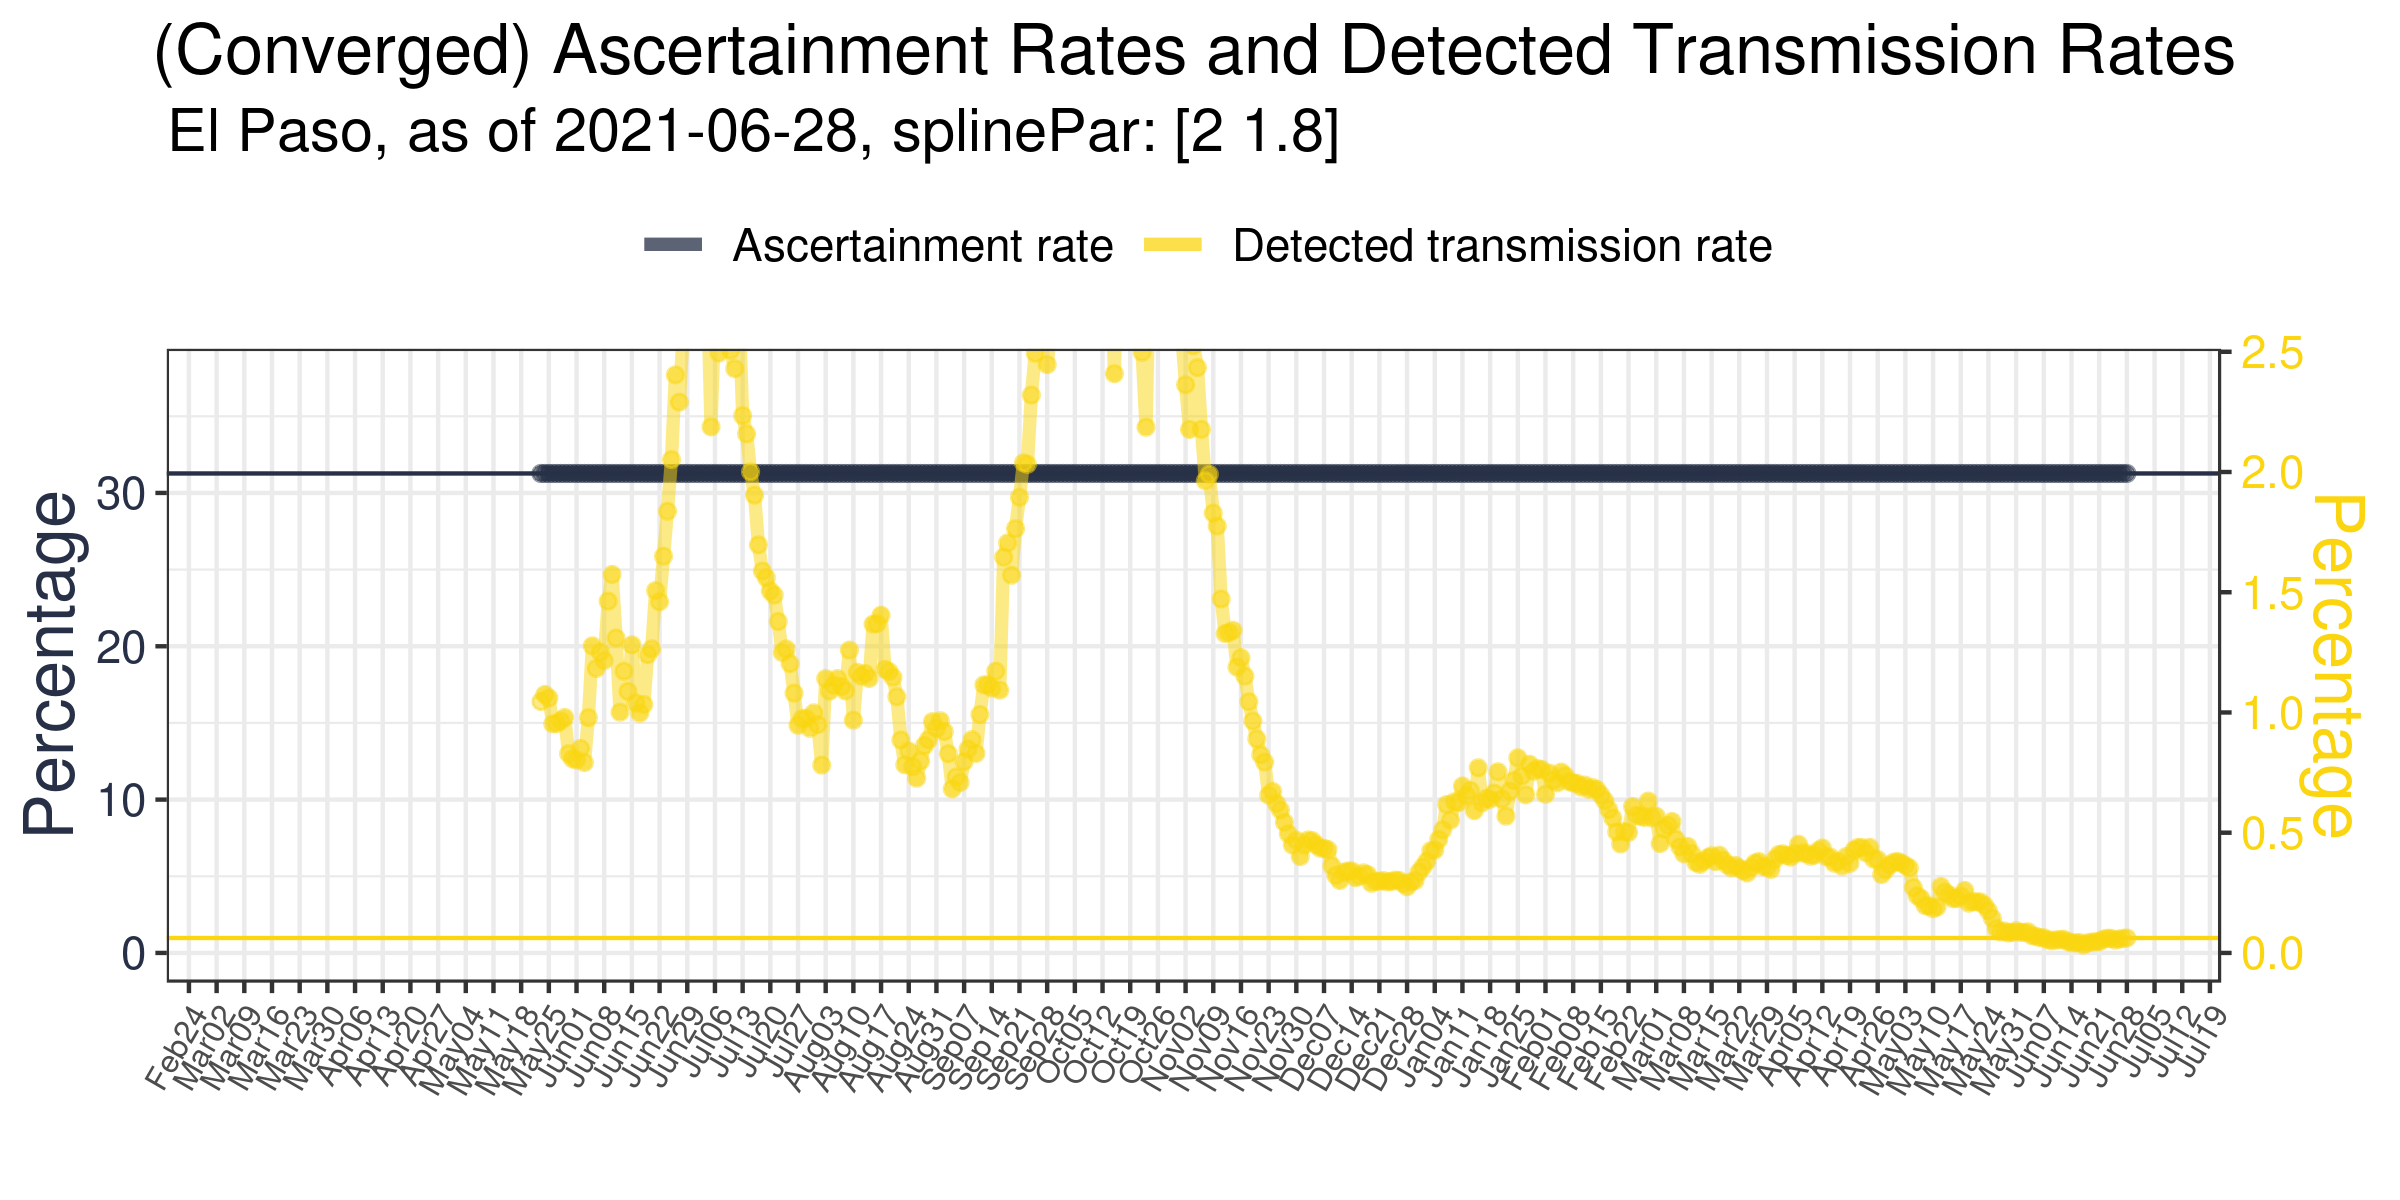 (Converged) Ascertainment Rates and Detected Transmission Rates
El Paso, as of 2021-06-28, splinePar: [2 1.8]
Ascertainment rate Detected transmission rate
Percentage
30
20
10
0
2.5
2.0
1.5
1.0
0.5
0.0
Percentage
Feb24 Mar02 Mar09 Mar16 Mar23 Mar30 Apr06 Apr13 Apr20 Apr27 May04 May11 May18 May25 Jun01 Jun08 Jun15 Jun22 Jun29 Jul06 Jul13 Jul20 Jul27 Aug03 Aug10 Aug17 Aug24 Aug31 Sep07 Sep14 Sep21 Sep28 Oct05 Oct12 Oct19 Oct26 Nov02 Nov09 Nov16 Nov23 Nov30 Dec07 Dec14 Dec21 Dec28 Jan04 Jan11 Jan18 Jan25 Feb01 Feb08 Feb15 Feb22 Mar01 Mar08 Mar15 Mar22 Mar29 Apr05 Apr12 Apr19 Apr26 May03 May10 May17 May24 May31 Jun07 Jun14 Jun21 Jun28 Jul05 Jul12 Jul19